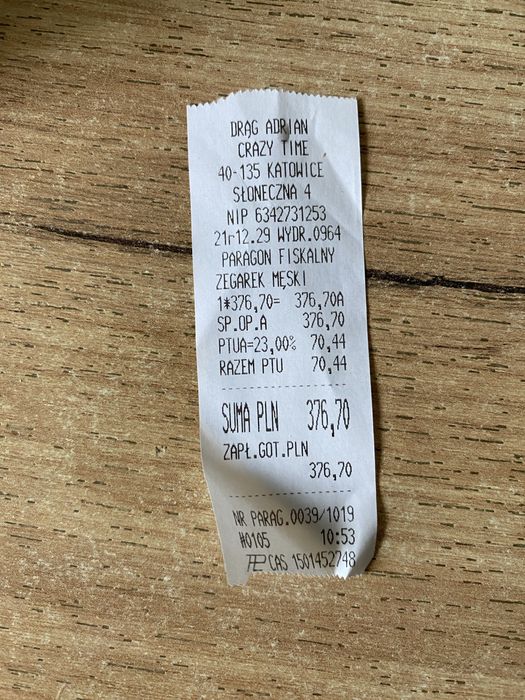 DRĄG ADRIAN
CRAZY TIME
40-135 KATOWICE
SŁONECZNA 4
NIP 6342731253
21r12.29 WYDR.0964
PARAGON FISKALNY
ZEGAREK MĘSKI
1*376,70= 376,70A
SP.OP.A 376,70
PTUA=23,00% 70,44
RAZEM PTU 70,44
SUMA PLN 376,70
ZAPŁ.GOT.PLN
376,70
NR PARAG.0039/1019
#0105 10:53
CAS 1501452748